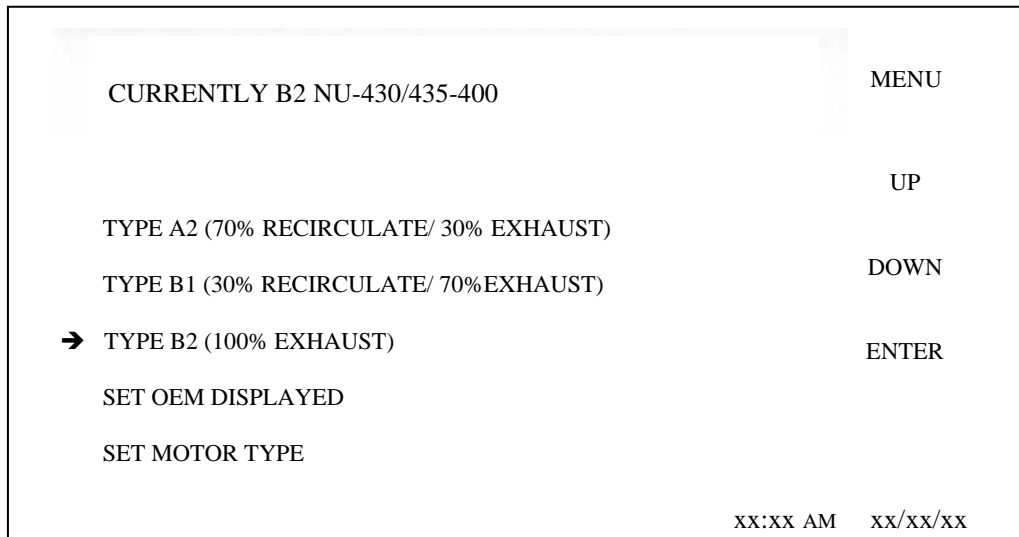 CURRENTLY B2 NU-430/435-400
MENU
UP
TYPE A2 (70% RECIRCULATE/ 30% EXHAUST)
DOWN
TYPE B1 (30% RECIRCULATE/ 70%EXHAUST)
➔ TYPE B2 (100% EXHAUST)
ENTER
SET OEM DISPLAYED
SET MOTOR TYPE
xx:xx AM xx/xx/xx